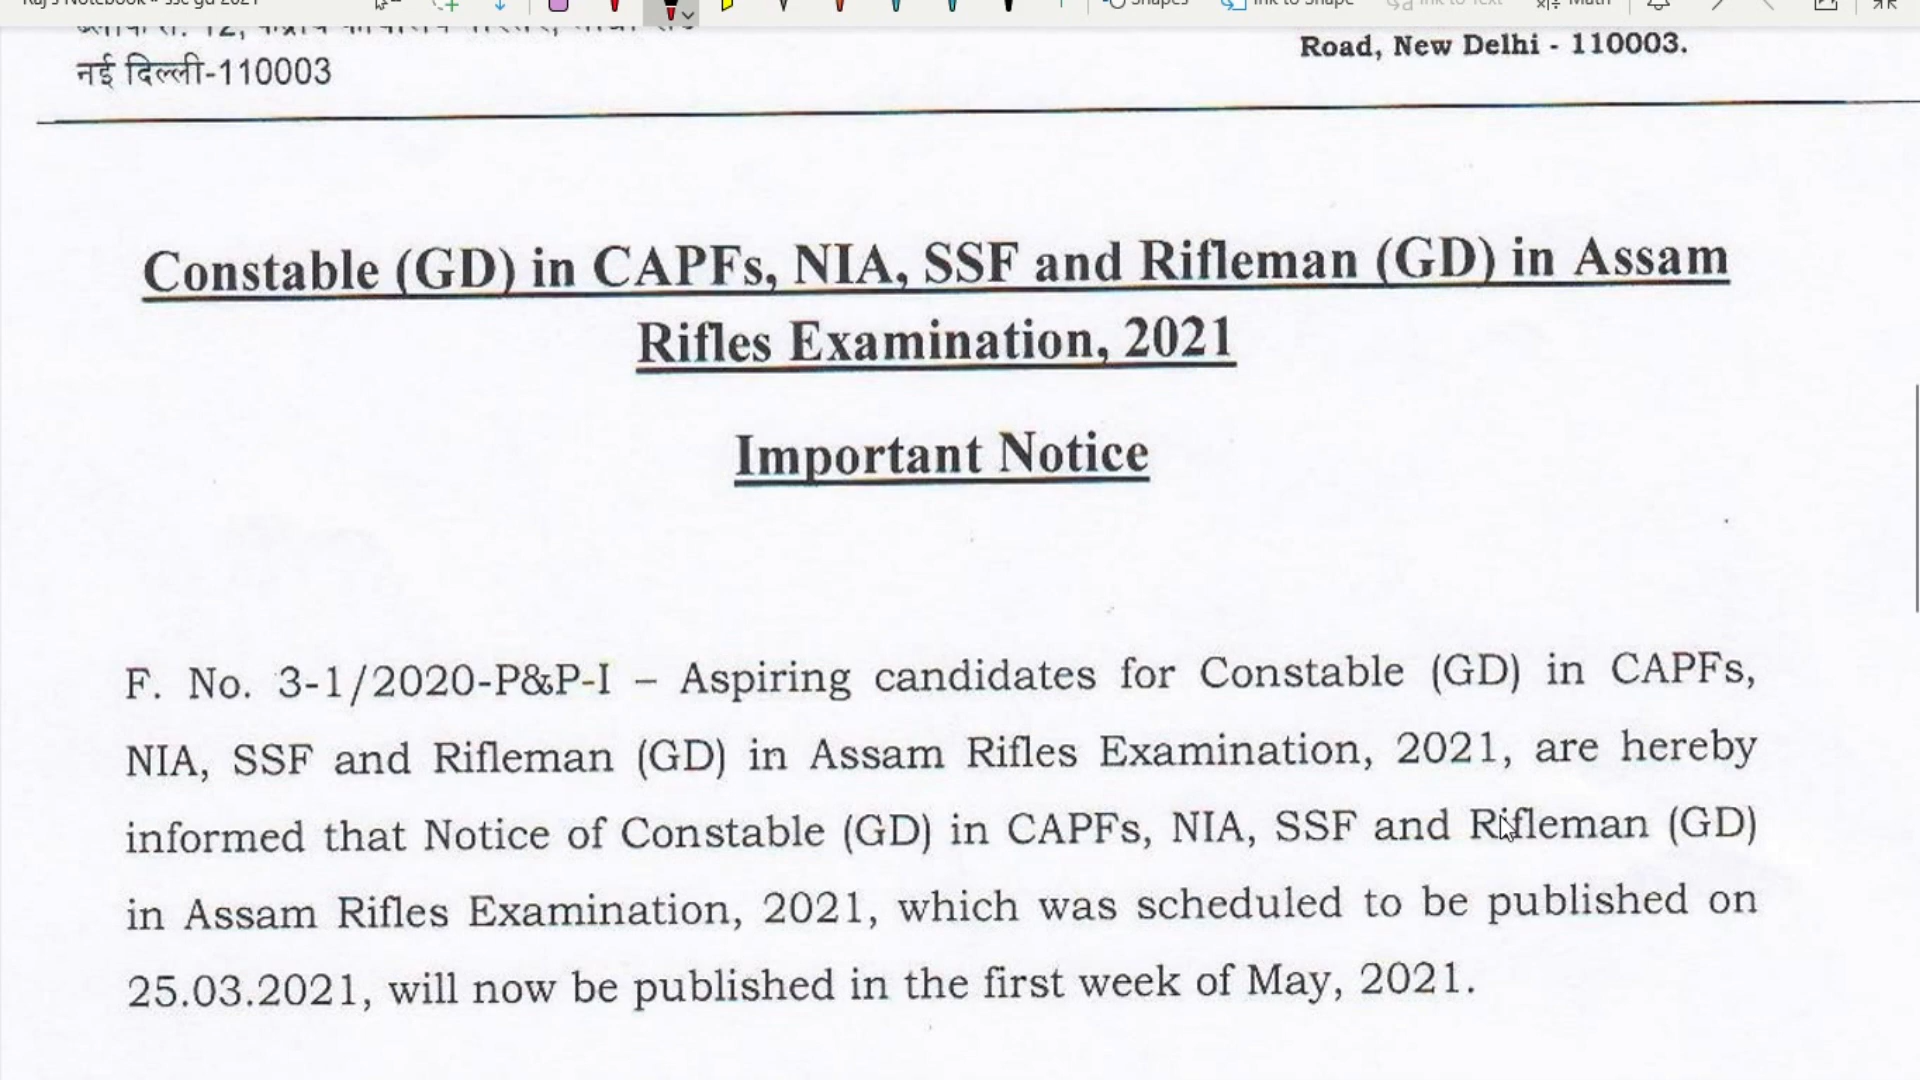 Shapes
Math
नई दिल्ली-110003
Road, New Delhi - 110003.
Constable (GD) in CAPFs, NIA, SSF and Rifleman (GD) in Assam
Rifles Examination, 2021
Important Notice
F. No. 3-1/2020-P&P-I – Aspiring candidates for Constable (GD) in CAPFs,
NIA, SSF and Rifleman (GD) in Assam Rifles Examination, 2021, are hereby
informed that Notice of Constable (GD) in CAPFs, NIA, SSF and Rifleman (GD)
in Assam Rifles Examination, 2021, which was scheduled to be published on
25.03.2021, will now be published in the first week of May, 2021.